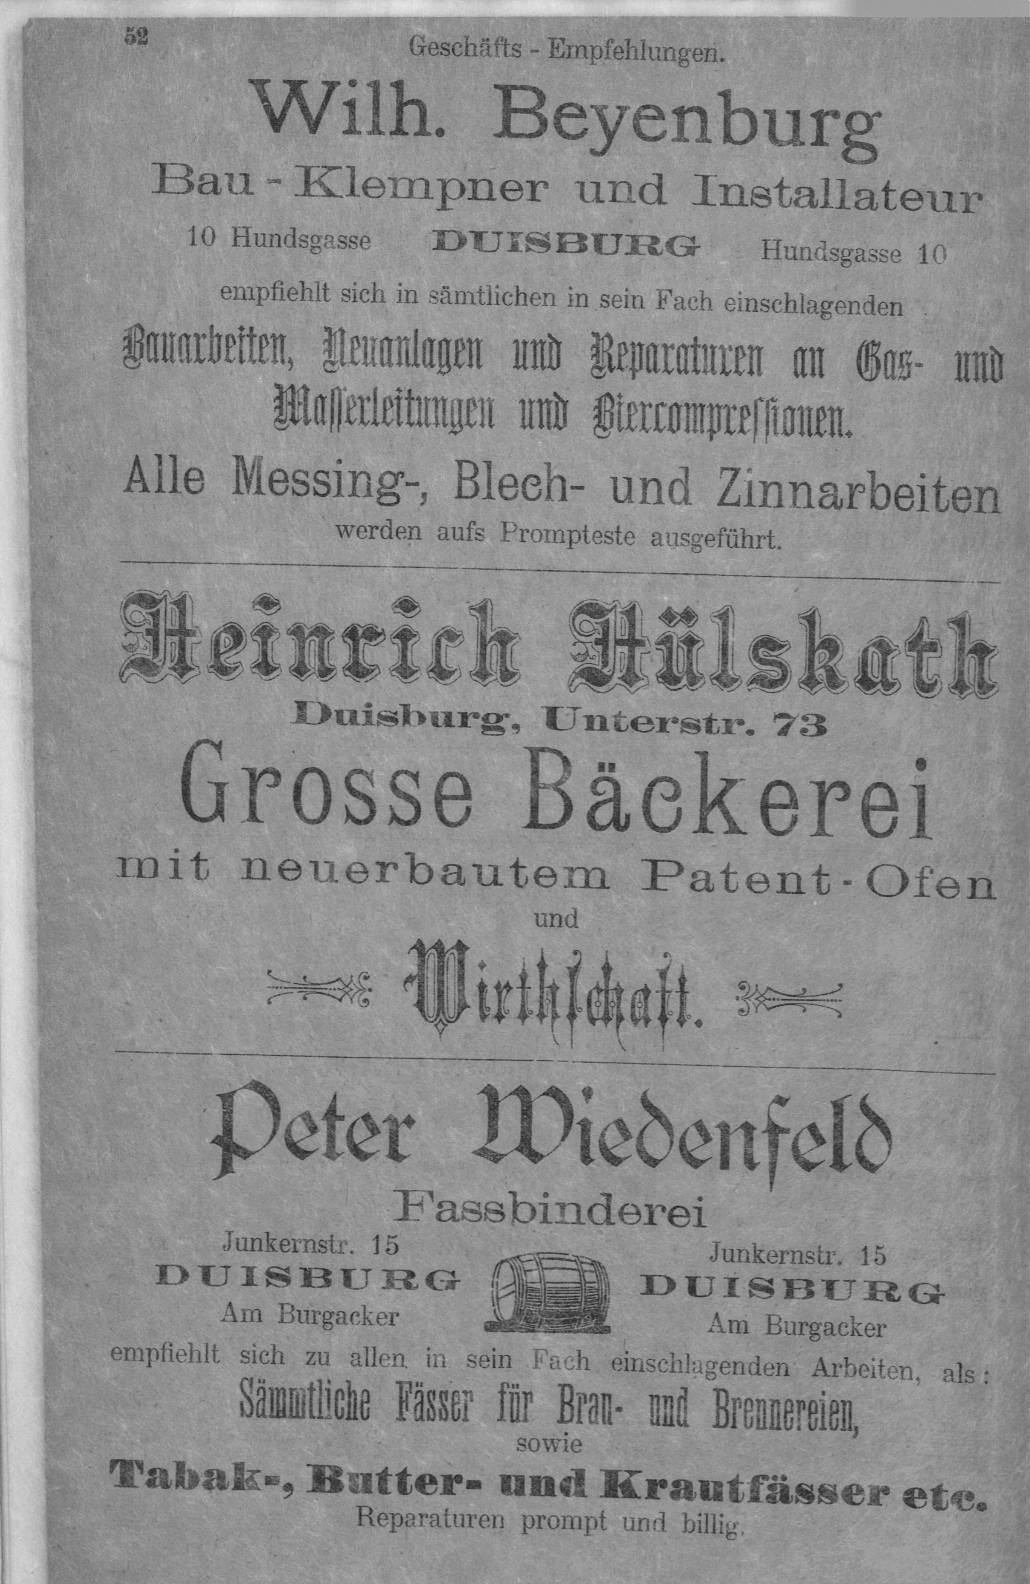 52
Geschäfts - Empfehlungen.
Wilh. Beyenburg
Bau - Klempner und Installateur
10 Hundsgasse DUISBURG Hundsgasse 10
empfiehlt sich in sämtlichen in sein Fach einschlagenden
Bauarbeiten, Neuanlagen und Reparaturen an Gas- und
Wasserleitungen und Biercompressionen.
Alle Messing-, Blech- und Zinnarbeiten
werden aufs Prompteste ausgeführt.
Heinrich Hülskath
Duisburg, Unterstr. 73
Grosse Bäckerei
mit neuerbautem Patent - Ofen
und
Wirthschaft.
Peter Wiedenfeld
Fassbinderei
Junkernstr. 15 Junkernstr. 15
DUISBURG DUISBURG
Am Burgacker Am Burgacker
empfiehlt sich zu allen in sein Fach einschlagenden Arbeiten, als:
Sämmtliche Fässer für Brau- und Brennereien,
sowie
Tabak-, Butter- und Krautfässer etc.
Reparaturen prompt und billig.